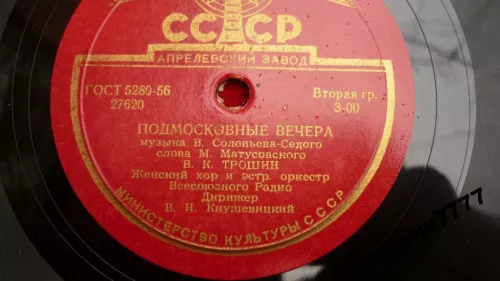 СССР
АПРЕЛЕВСКИЙ ЗАВОД
ГОСТ 5289-56
27620
Вторая гр.
3-00
ПОДМОСКОВНЫЕ ВЕЧЕРА
музыка В. Соловьева-Седого
слова М. Матусовского
В. К. ТРОШИН
Женский хор и эстр. оркестр
Всесоюзного Радио
Дирижер
В. Н. Кнушевицкий
МИНИСТЕРСТВО КУЛЬТУРЫ СССР
7777